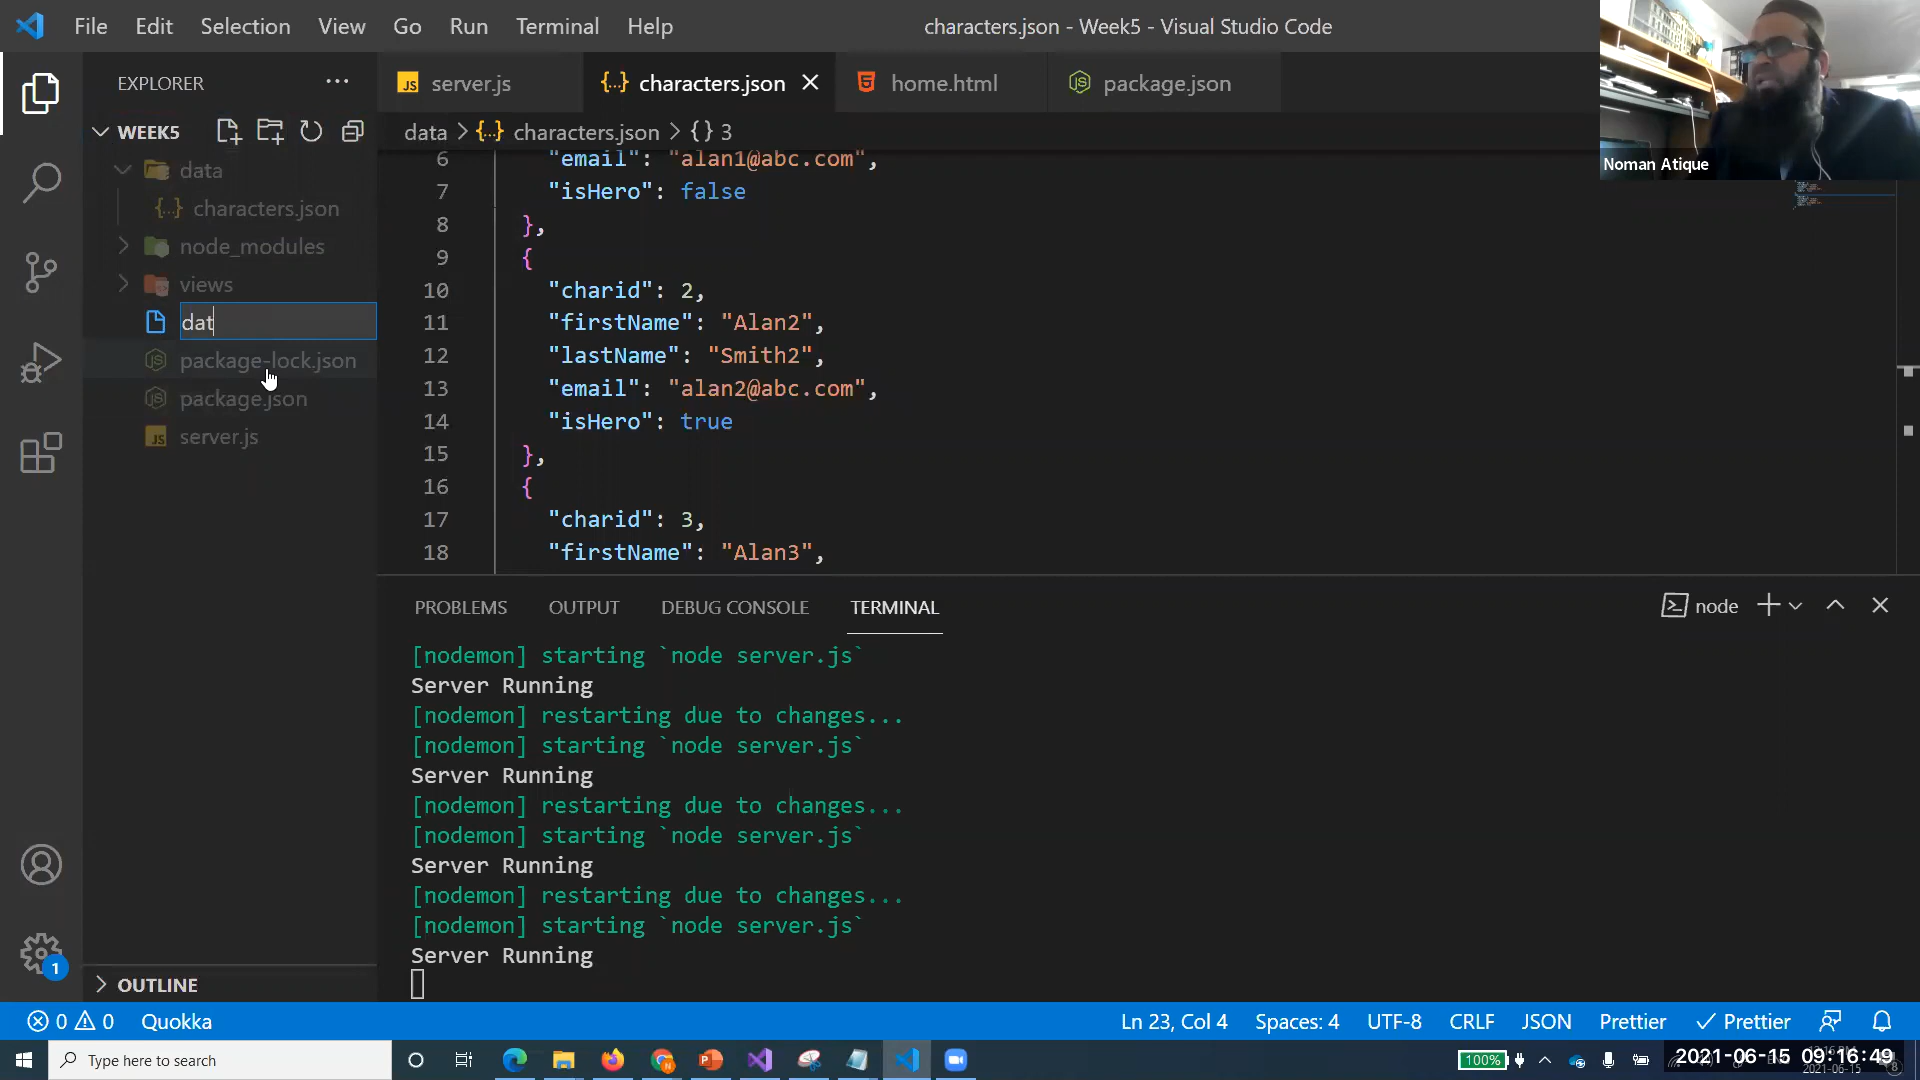 File Edit Selection View Go Run Terminal Help
characters.json - Week5 - Visual Studio Code
Noman Atique
EXPLORER
WEEK5
data
characters.json
node_modules
views
dat
package-lock.json
package.json
server.js
OUTLINE
server.js
characters.json
home.html
package.json
data > {..} characters.json > {} 3
6 "email": "alan1@abc.com",
7 "isHero": false
8 },
9 {
10 "charid": 2,
11 "firstName": "Alan2",
12 "lastName": "Smith2",
13 "email": "alan2@abc.com",
14 "isHero": true
15 },
16 {
17 "charid": 3,
18 "firstName": "Alan3",
PROBLEMS OUTPUT DEBUG CONSOLE TERMINAL
node
[nodemon] starting `node server.js`
Server Running
[nodemon] restarting due to changes...
[nodemon] starting `node server.js`
Server Running
[nodemon] restarting due to changes...
[nodemon] starting `node server.js`
Server Running
[nodemon] restarting due to changes...
[nodemon] starting `node server.js`
Server Running
1
0 0 Quokka
Ln 23, Col 4 Spaces: 4 UTF-8 CRLF JSON Prettier Prettier
Type here to search
100%
2021-06-15 09:16:49
2021-06-15